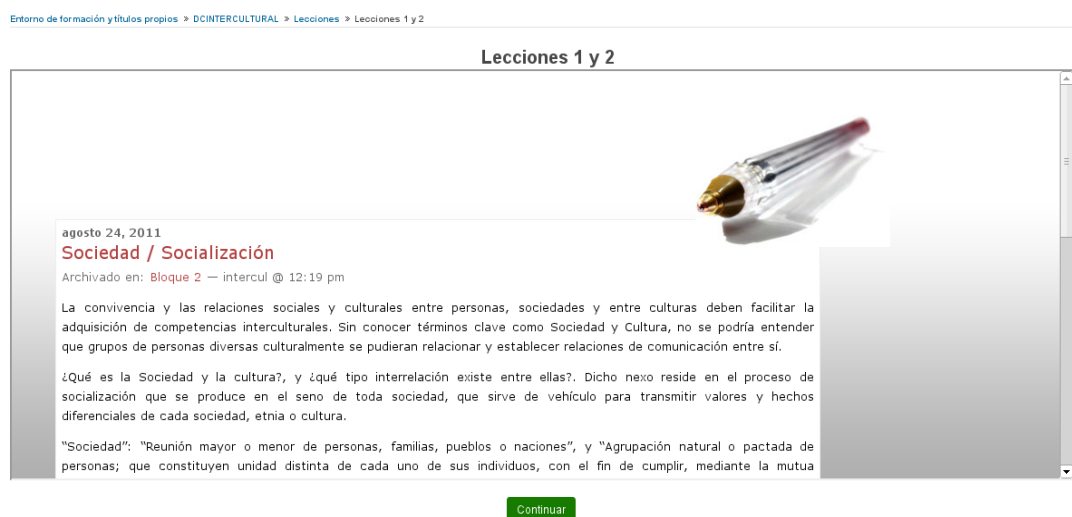 Entorno de formación y títulos propios » DCINTERCULTURAL » Lecciones » Lecciones 1 y 2
Lecciones 1 y 2
agosto 24, 2011
Sociedad / Socialización
Archivado en: Bloque 2 — intercul @ 12:19 pm
La convivencia y las relaciones sociales y culturales entre personas, sociedades y entre culturas deben facilitar la
adquisición de competencias interculturales. Sin conocer términos clave como Sociedad y Cultura, no se podría entender
que grupos de personas diversas culturalmente se pudieran relacionar y establecer relaciones de comunicación entre sí.
¿Qué es la Sociedad y la cultura?, y ¿qué tipo interrelación existe entre ellas?. Dicho nexo reside en el proceso de
socialización que se produce en el seno de toda sociedad, que sirve de vehículo para transmitir valores y hechos
diferenciales de cada sociedad, etnia o cultura.
“Sociedad”: “Reunión mayor o menor de personas, familias, pueblos o naciones”, y “Agrupación natural o pactada de
personas; que constituyen unidad distinta de cada uno de sus individuos, con el fin de cumplir, mediante la mutua
Continuar